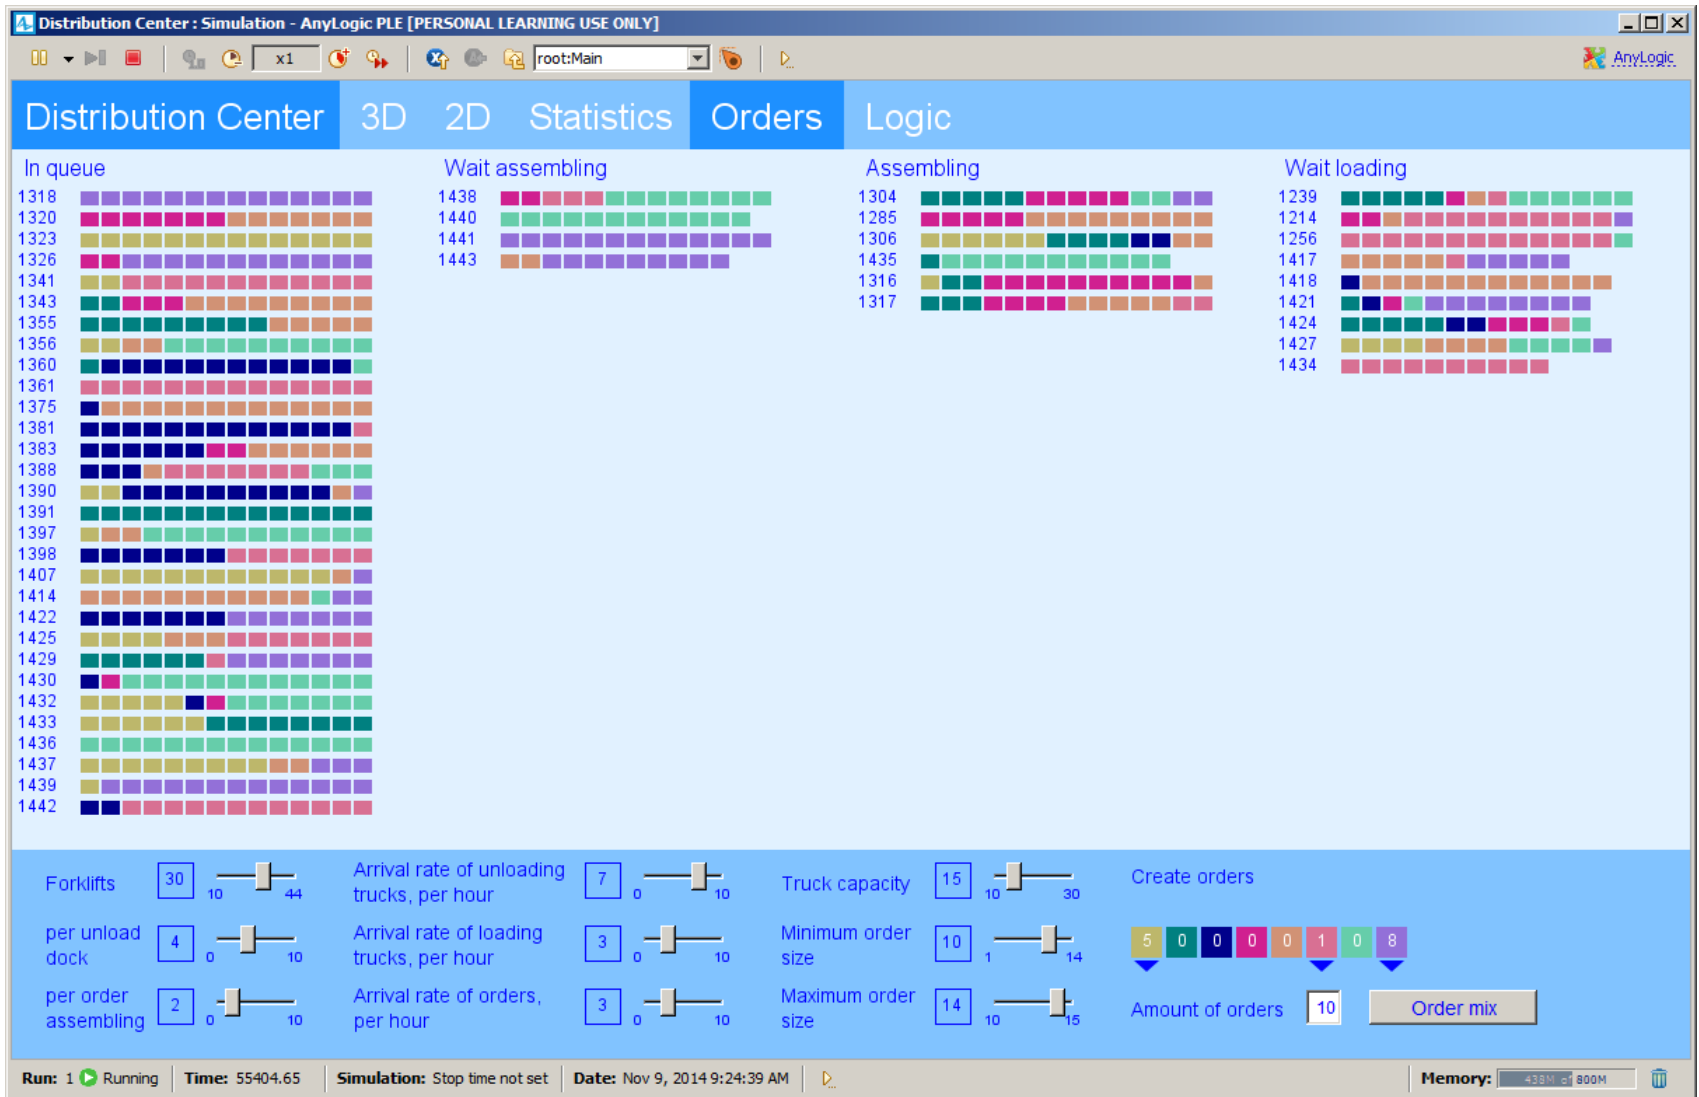 Distribution Center : Simulation - AnyLogic PLE [PERSONAL LEARNING USE ONLY]
x1 root:Main AnyLogic
Distribution Center 3D 2D Statistics Orders Logic
In queue
1318
1320
1323
1326
1341
1343
1355
1356
1360
1361
1375
1381
1383
1388
1390
1391
1397
1398
1407
1414
1422
1425
1429
1430
1432
1433
1436
1437
1439
1442
Wait assembling
1438
1440
1441
1443
Assembling
1304
1285
1306
1435
1316
1317
Wait loading
1239
1214
1256
1417
1418
1421
1424
1427
1434
Forklifts 30 10 44
per unload
dock 4 0 10
per order
assembling 2 0 10
Arrival rate of unloading
trucks, per hour 7 0 10
Arrival rate of loading
trucks, per hour 3 0 10
Arrival rate of orders,
per hour 3 0 10
Truck capacity 15 10 30
Minimum order
size 10 1 14
Maximum order
size 14 10 15
Create orders
5 0 0 0 0 1 0 8
Amount of orders 10 Order mix
Run: 1 Running Time: 55404.65 Simulation: Stop time not set Date: Nov 9, 2014 9:24:39 AM Memory: 438M of 800M